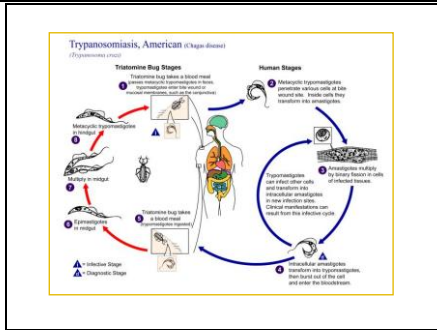 Trypanosomiasis, American (Chagas disease)
(Trypanosoma cruzi)
Triatomine Bug Stages
Human Stages
1
Triatomine bug takes a blood meal
(passes metacyclic trypomastigotes in feces,
trypomastigotes enter bite wound or
mucosal membranes, such as the conjunctiva)
i
2
Metacyclic trypomastigotes
penetrate various cells at bite
wound site. Inside cells they
transform into amastigotes.
3
Amastigotes multiply
by binary fission in cells
of infected tissues.
Trypomastigotes
can infect other cells
and transform into
intracellular amastigotes
in new infection sites.
Clinical manifestations can
result from this infective cycle.
d
4
Intracellular amastigotes
transform into trypomastigotes,
then burst out of the cell
and enter the bloodstream.
5
Triatomine bug takes
a blood meal
(trypomastigotes ingested)
6
Epimastigotes
in midgut
7
Multiply in midgut
8
Metacyclic trypomastigotes
in hindgut
i = Infective Stage
d = Diagnostic Stage